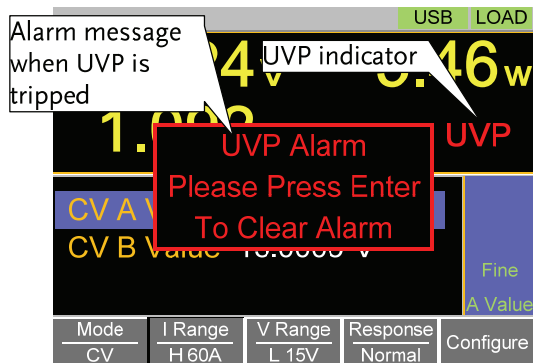 USB LOAD
Alarm message
when UVP is
tripped
UVP indicator
UVP
UVP Alarm
Please Press Enter
To Clear Alarm
CV A
CV B Value
Fine
A Value
Mode
CV
I Range
H 60A
V Range
L 15V
Response
Normal
Configure